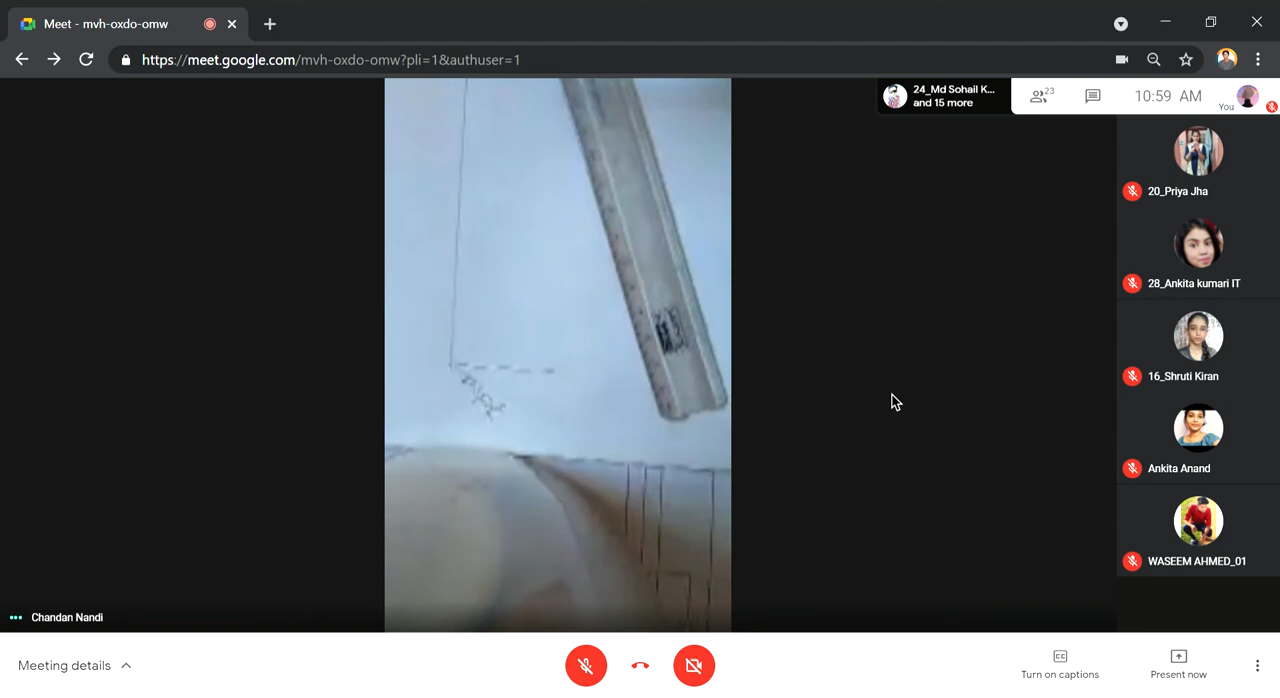 Meet - mvh-oxdo-omw
https://meet.google.com/mvh-oxdo-omw?pli=1&authuser=1
24_Md Sohail K...
and 15 more
23
10:59 AM
You
20_Priya Jha
28_Ankita kumari IT
16_Shruti Kiran
Ankita Anand
WASEEM AHMED_01
Chandan Nandi
Meeting details
CC
Turn on captions
Present now